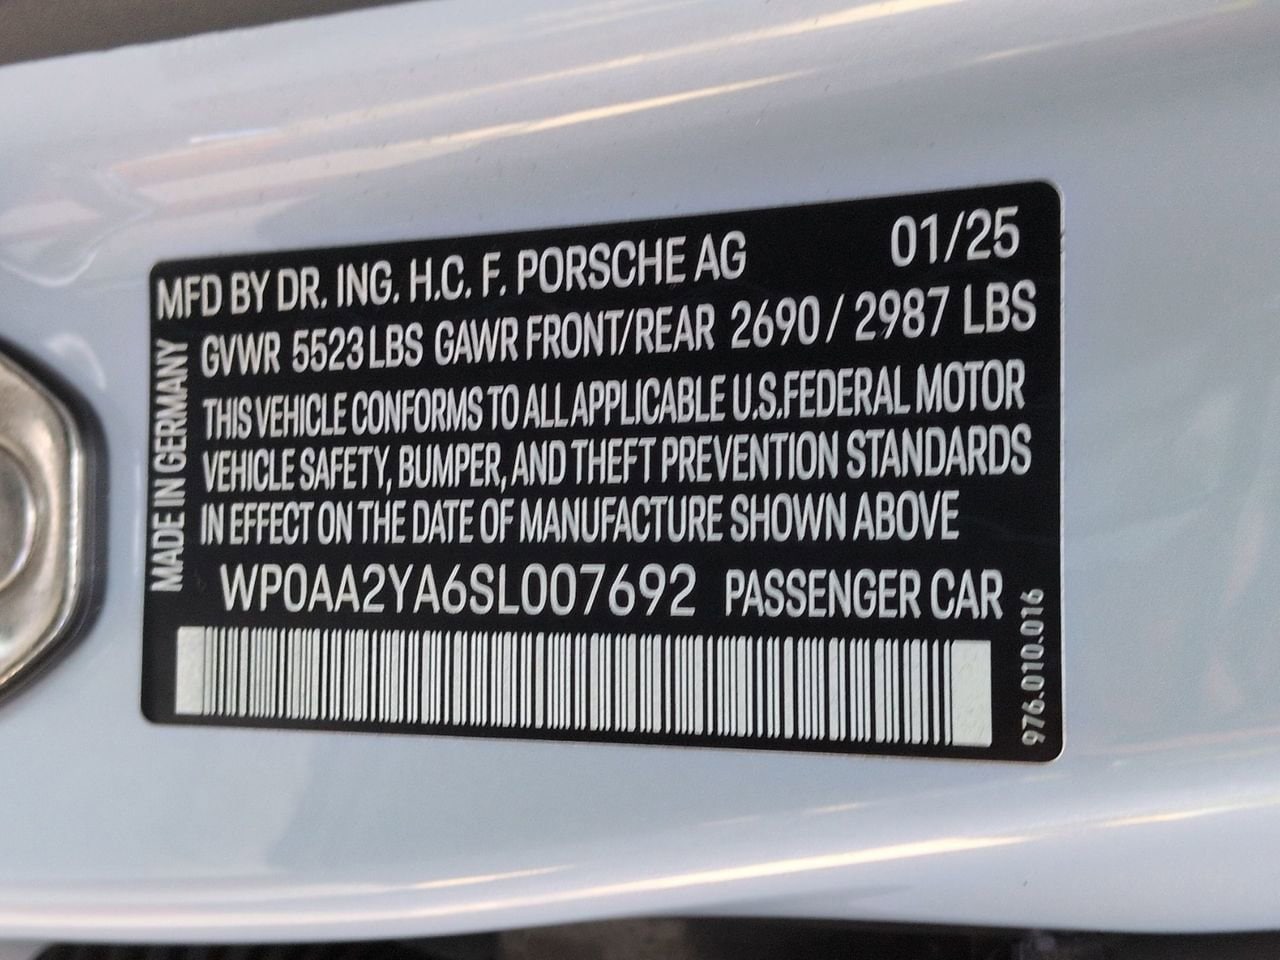 MFD BY DR. ING. H.C. F. PORSCHE AG 01/25
GVWR 5523 LBS GAWR FRONT/REAR 2690 / 2987 LBS
THIS VEHICLE CONFORMS TO ALL APPLICABLE U.S.FEDERAL MOTOR
VEHICLE SAFETY, BUMPER, AND THEFT PREVENTION STANDARDS
IN EFFECT ON THE DATE OF MANUFACTURE SHOWN ABOVE
WP0AA2YA6SL007692 PASSENGER CAR
MADE IN GERMANY
976.010.016